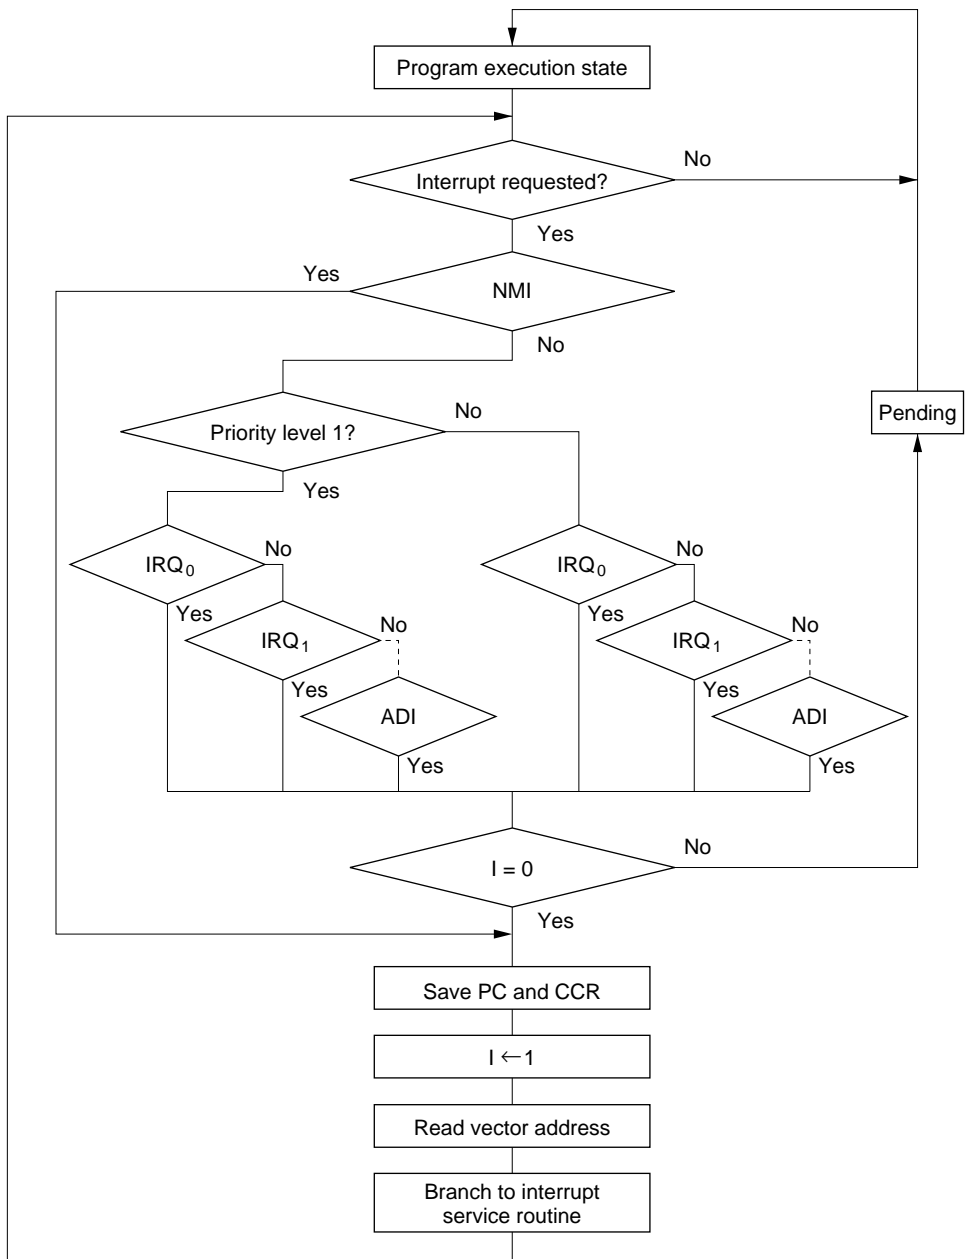 Program execution state
No
Interrupt requested?
Yes
Yes
NMI
No
No
Pending
Priority level 1?
Yes
No
No
IRQ0
IRQ0
Yes
Yes
No
No
IRQ1
IRQ1
Yes
Yes
ADI
ADI
Yes
Yes
No
I = 0
Yes
Save PC and CCR
I ←1
Read vector address
Branch to interrupt
service routine